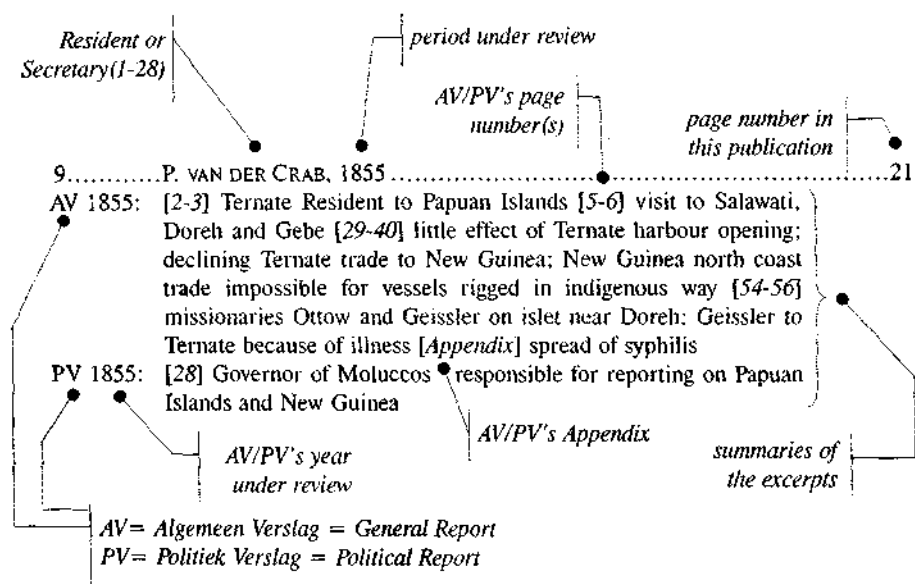 Resident or
Secretary(1-28)
period under review
AV/PV's page
number(s)
page number in
this publication
9...........P. VAN DER CRAB, 1855............................................................21
AV 1855: [2-3] Ternate Resident to Papuan Islands [5-6] visit to Salawati,
Doreh and Gebe [29-40] little effect of Ternate harbour opening;
declining Ternate trade to New Guinea; New Guinea north coast
trade impossible for vessels rigged in indigenous way [54-56]
missionaries Ottow and Geissler on islet near Doreh; Geissler to
Ternate because of illness [Appendix] spread of syphilis
PV 1855: [28] Governor of Moluccos responsible for reporting on Papuan
Islands and New Guinea
AV/PV's Appendix
AV/PV's year
under review
summaries of
the excerpts
AV= Algemeen Verslag = General Report
PV= Politiek Verslag = Political Report